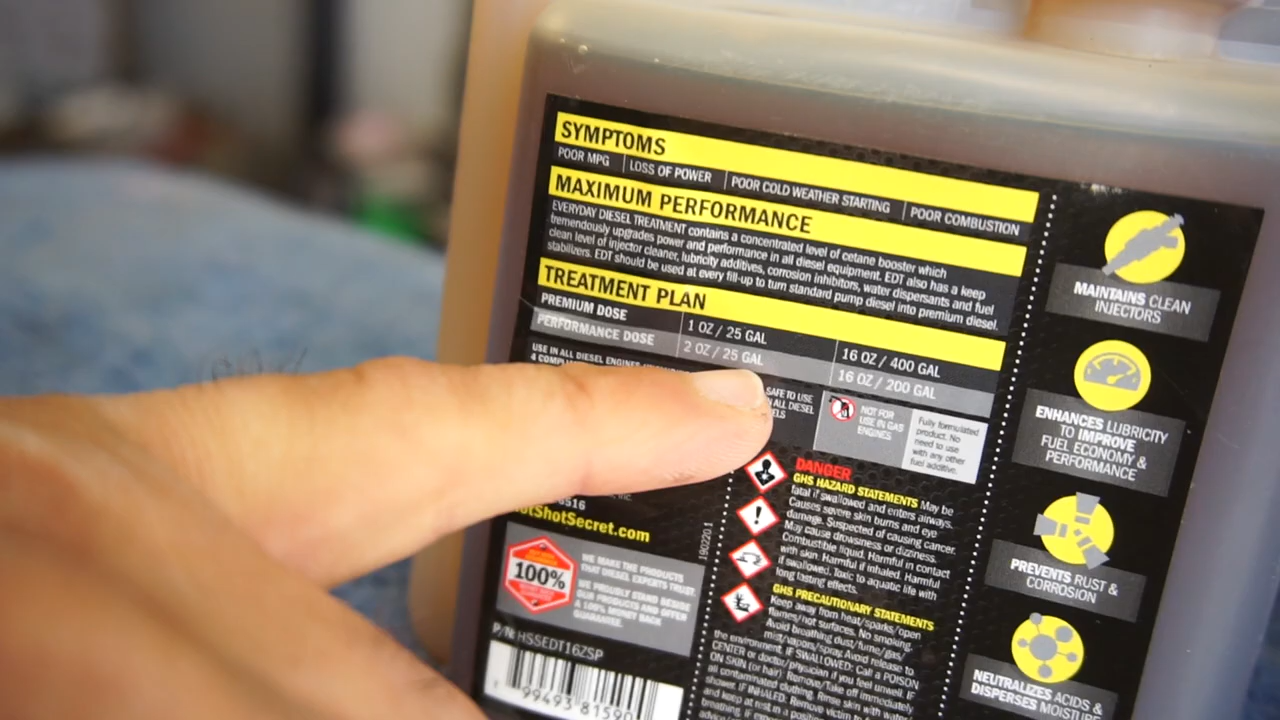 SYMPTOMS
POOR MPG LOSS OF POWER POOR COLD WEATHER STARTING POOR COMBUSTION
MAXIMUM PERFORMANCE
EVERYDAY DIESEL TREATMENT contains a concentrated level of cetane booster which
tremendously upgrades power and performance in all diesel equipment. EDT also has a keep
clean level of injector cleaner, lubricity additives, corrosion inhibitors, water dispersants and fuel
stabilizers. EDT should be used at every fill-up to turn standard pump diesel into premium diesel.
TREATMENT PLAN
PREMIUM DOSE 1 OZ / 25 GAL 16 OZ / 400 GAL
PERFORMANCE DOSE 2 OZ / 25 GAL 16 OZ / 200 GAL
USE IN ALL DIESEL ENGINES
SAFE TO USE
ALL DIESEL
NOT FOR
USE IN GAS
ENGINES
Fully formulated
product. No
need to use
with any other
fuel additive.
Inc.
otShotSecret.com
190220.1
100%
WE MAKE THE PRODUCTS
THAT DIESEL EXPERTS TRUST.
WE PROUDLY STAND BESIDE
OUR PRODUCTS AND OFFER
A 100% MONEY BACK
GUARANTEE.
P/N: HSSEDT16ZSP
99493 81590
DANGER
GHS HAZARD STATEMENTS May be
fatal if swallowed and enters airways.
Causes severe skin burns and eye
damage. Suspected of causing cancer.
May cause drowsiness or dizziness.
Combustible liquid. Harmful in contact
with skin. Harmful if inhaled. Harmful
if swallowed. Toxic to aquatic life with
long lasting effects.
GHS PRECAUTIONARY STATEMENTS
Keep away from heat/sparks/open
flames/hot surfaces. No smoking.
Avoid breathing dust/fume/gas/
mist/vapors/spray. Avoid release to
the environment. IF SWALLOWED: Call a POISON
CENTER or doctor/physician if you feel unwell. IF
ON SKIN (or hair): Remove/Take off immediately
all contaminated clothing. Rinse skin with water/
shower. IF INHALED: Remove victim to fresh air
and keep at rest in a position
breathing. IF
MAINTAINS CLEAN
INJECTORS
ENHANCES LUBRICITY
TO IMPROVE
FUEL ECONOMY &
PERFORMANCE
PREVENTS RUST &
CORROSION
NEUTRALIZES ACIDS &
DISPERSES MOISTURE